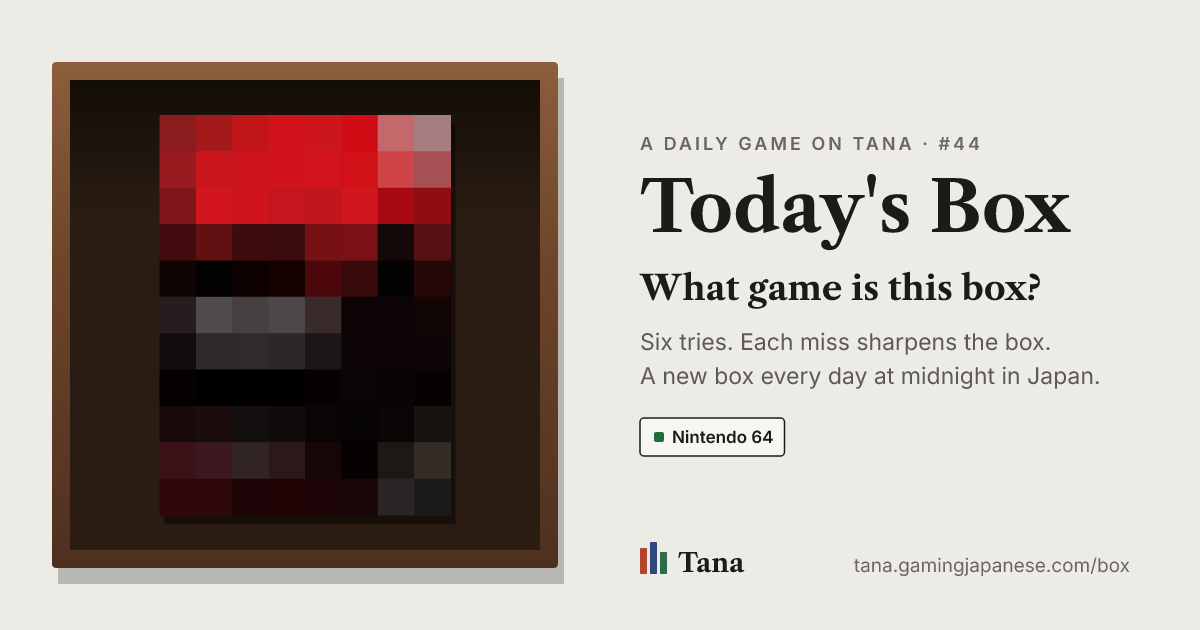 A DAILY GAME ON TANA · #44
Today's Box
What game is this box?
Six tries. Each miss sharpens the box.
A new box every day at midnight in Japan.
Nintendo 64
Tana
tana.gamingjapanese.com/box